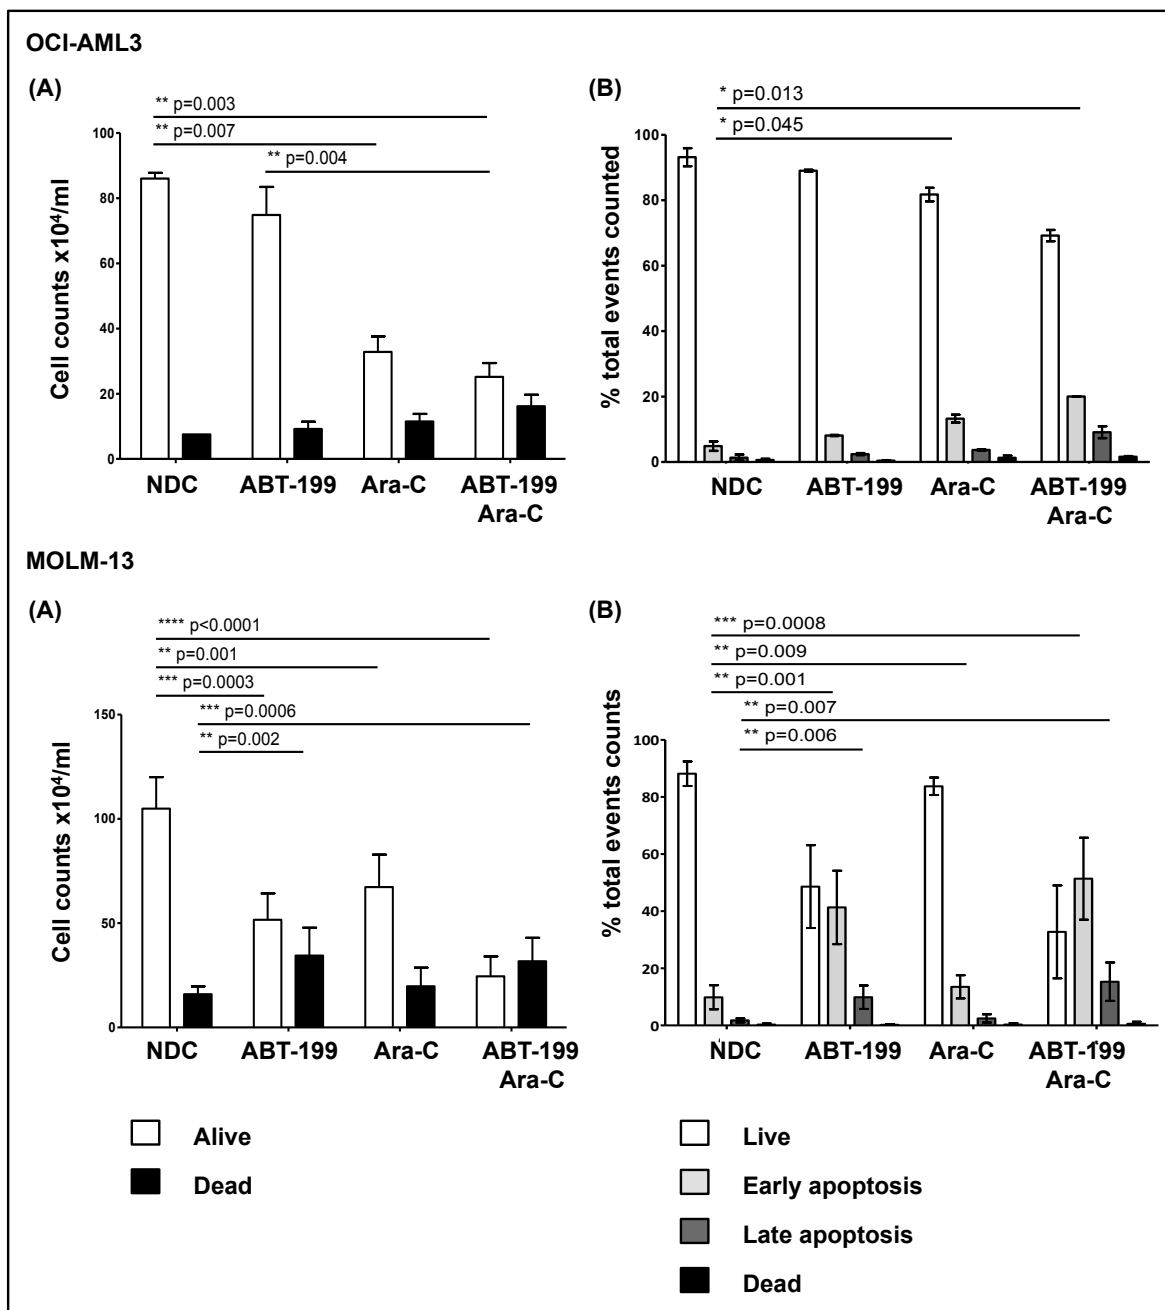 OCI-AML3
(A)
** p=0.003
** p=0.007
** p=0.004
Cell counts x10⁴/ml
100
80
60
40
20
0
NDC
ABT-199
Ara-C
ABT-199
Ara-C
(B)
* p=0.013
* p=0.045
% total events counted
100
80
60
40
20
0
NDC
ABT-199
Ara-C
ABT-199
Ara-C
MOLM-13
(A)
**** p<0.0001
** p=0.001
*** p=0.0003
*** p=0.0006
** p=0.002
Cell counts x10⁴/ml
150
100
50
0
NDC
ABT-199
Ara-C
ABT-199
Ara-C
Alive
Dead
(B)
*** p=0.0008
** p=0.009
** p=0.001
** p=0.007
** p=0.006
% total events counts
100
80
60
40
20
0
NDC
ABT-199
Ara-C
ABT-199
Ara-C
Live
Early apoptosis
Late apoptosis
Dead